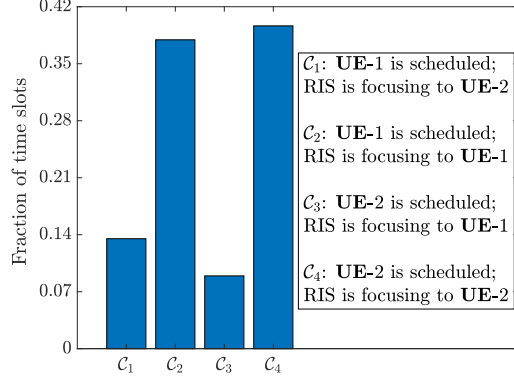 0.42
0.35
0.28
0.21
0.14
0.07
0
Fraction of time slots
𝒞₁
𝒞₂
𝒞₃
𝒞₄
𝒞₁: UE-1 is scheduled;
RIS is focusing to UE-2
𝒞₂: UE-1 is scheduled;
RIS is focusing to UE-1
𝒞₃: UE-2 is scheduled;
RIS is focusing to UE-1
𝒞₄: UE-2 is scheduled;
RIS is focusing to UE-2